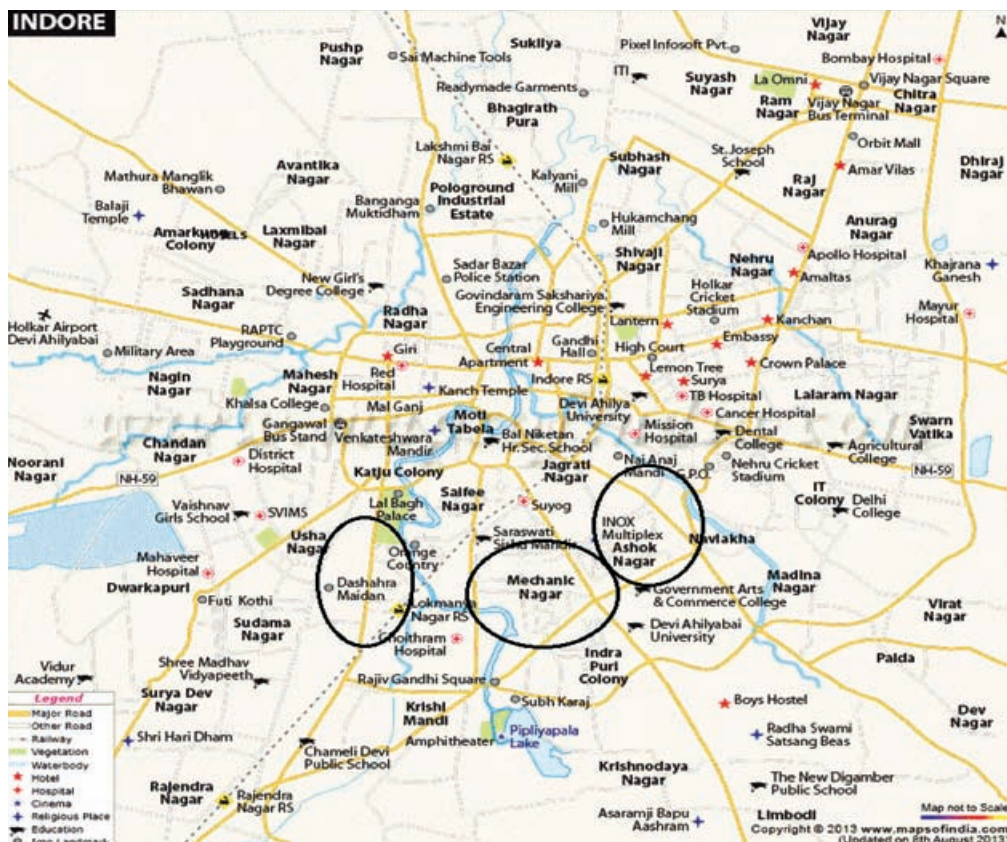 INDORE
N
Vijay
Nagar
Pushp
Nagar
Sai Machine Tools
Sukliya
Pixel Infosoft Pvt.
Bombay Hospital
ITI
Suyash
Nagar
La Omni
Vijay Nagar Square
Chitra
Nagar
Readymade Garments
Ram
Nagar
Vijay Nagar
Bus Terminal
Bhagirath
Pura
Orbit Mall
Lakshmi Bai
Nagar RS
Subhash
Nagar
St. Joseph
School
Dhiraj
Nagar
Avantika
Nagar
Kalyani
Mill
Raj
Nagar
Amar Vilas
Mathura Manglik
Bhawan
Pologround
Industrial
Estate
Balaji
Temple
Banganga
Muktidham
Hukamchang
Mill
Anurag
Nagar
Amarkung
Colony
HOTELS
Laxmibai
Nagar
Shivaji
Nagar
Nehru
Nagar
Apollo Hospital
Khajrana
Ganesh
Sadar Bazar
Police Station
Amaltas
New Girl's
Degree College
Govindaram Sakshariya
Engineering College
Holkar
Cricket
Stadium
Sadhana
Nagar
Mayur
Hospital
Radha
Nagar
Lantern
Kanchan
Holkar Airport
Devi Ahilyabai
RAPTC
Playground
Gandhi
Hall
High Court
Embassy
Military Area
Giri
Central
Apartment
Lemon Tree
Crown Palace
Red
Hospital
Mahesh
Nagar
Nagin
Nagar
Kanch Temple
Indore RS
Surya
TB Hospital
Lalaram Nagar
Khalsa College
Mal Ganj
Devi Ahilya
University
Cancer Hospital
Moti
Tabela
Swarn
Vatika
Gangawal
Bus Stand
Venkateshwara
Mandir
Mission
Hospital
Dental
College
Chandan
Nagar
Bal Niketan
Hr. Sec. School
Agricultural
College
District
Hospital
Noorani
Nagar
Katju Colony
Jagrati
Nagar
Nai Anaj
Mandi
G.P.O.
Nehru Cricket
Stadium
NH-59
NH-59
Lal Bagh
Palace
Saifee
Nagar
Suyog
IT
Colony
Delhi
College
Vaishnav
Girls School
SVIMS
INOX
Multiplex
Ashok
Nagar
Usha
Nagar
Orange
Country
Saraswati
Sishu Mandir
Navlakha
Mahaveer
Hospital
Dwarkapuri
Dashahra
Maidan
Mechanic
Nagar
Madina
Nagar
Futi Kothi
Lokmanya
Nagar RS
Government Arts
& Commerce College
Virat
Nagar
Sudama
Nagar
Choithram
Hospital
Devi Ahilyabai
University
Vidur
Academy
Shree Madhav
Vidyapeeth
Indra
Puri
Colony
Palda
Rajiv Gandhi Square
Surya Dev
Nagar
Subh Karaj
Boys Hostel
Krishi
Mandi
Dev
Nagar
Shri Hari Dham
Amphitheater
Pipliyapala
Lake
Radha Swami
Satsang Beas
Chameli Devi
Public School
Krishnodaya
Nagar
The New Digamber
Public School
Rajendra
Nagar
Rajendra
Nagar RS
Asaramji Bapu
Aashram
Limbodi
Legend
Major Road
Other Road
Railway
Vegetation
Waterbody
Hotel
Hospital
Cinema
Religious Place
Education
Map not to Scale
Copyright © 2013 www.mapsofindia.com
(Updated on 8th August 2013)